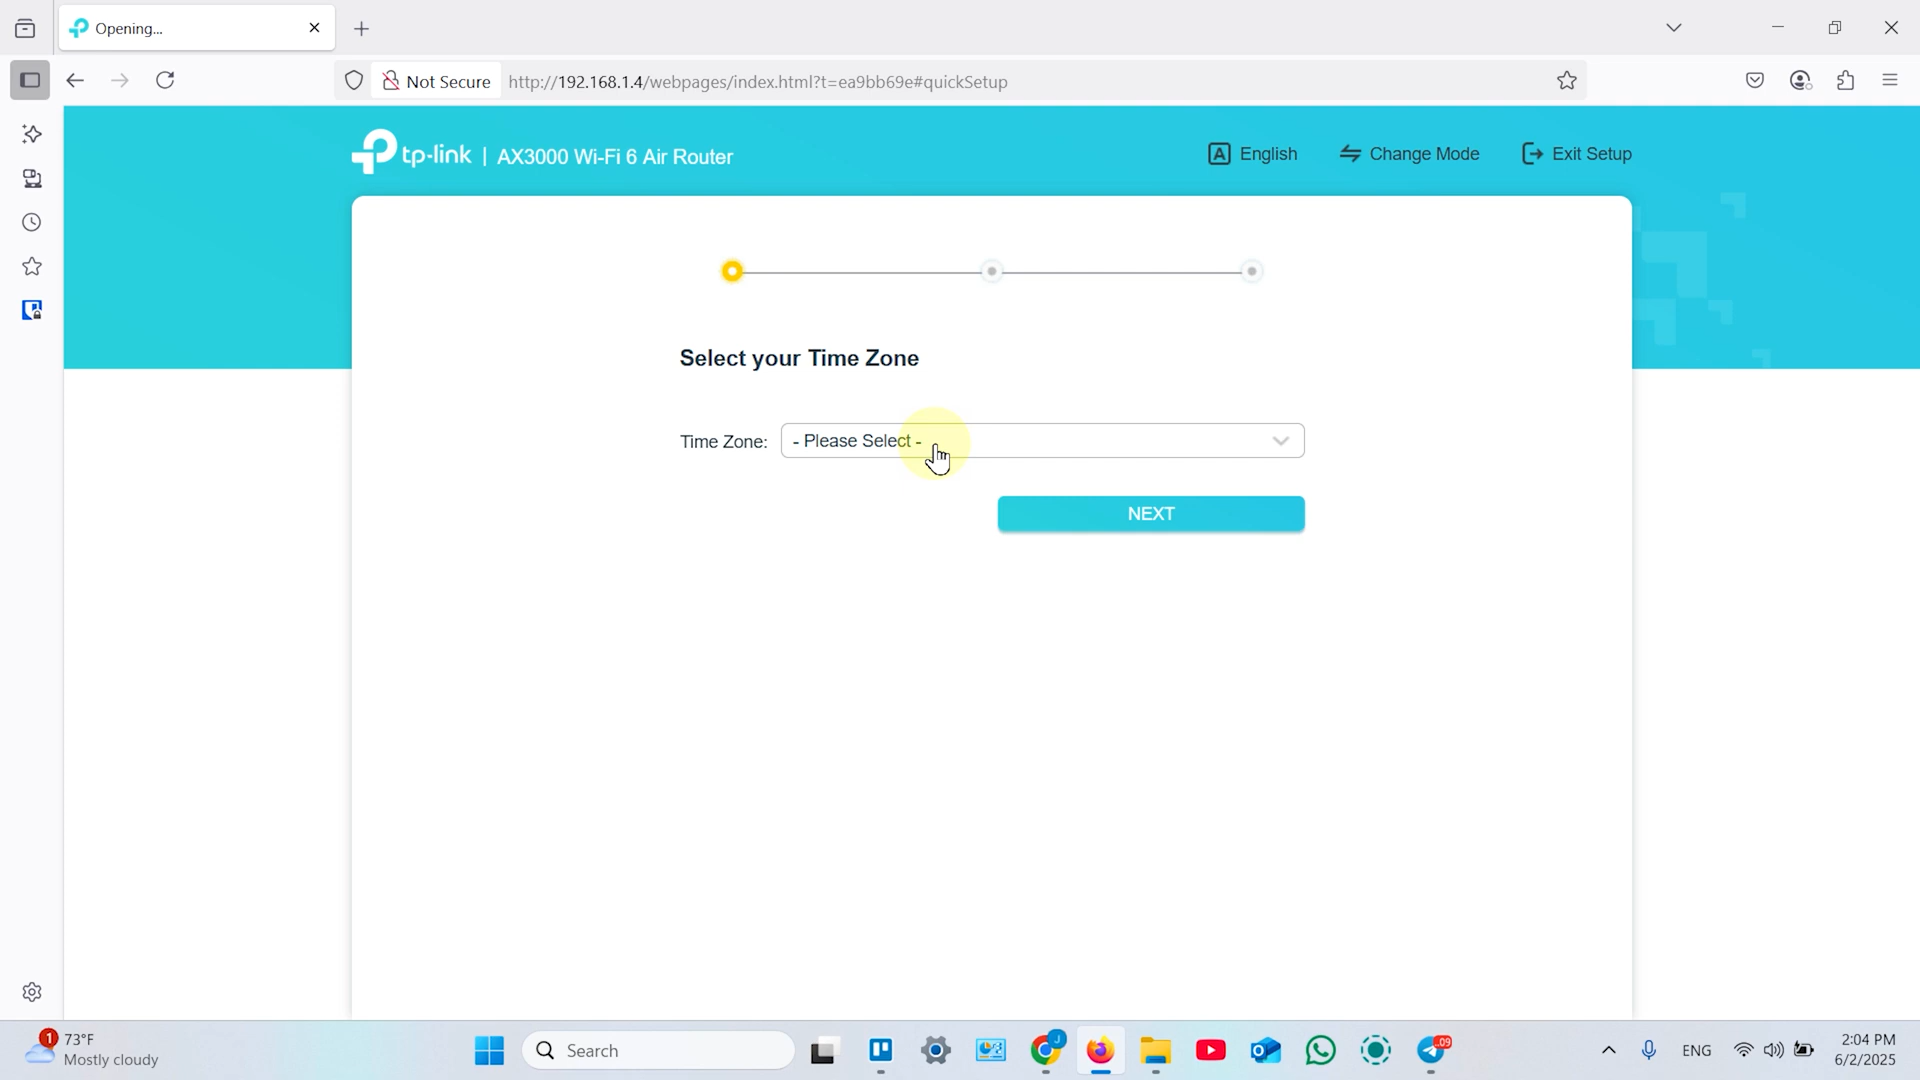 Opening...
Not Secure
http://192.168.1.4/webpages/index.html?t=ea9bb69e#quickSetup
tp-link | AX3000 Wi-Fi 6 Air Router
A English
Change Mode
Exit Setup
Select your Time Zone
Time Zone:
- Please Select -
NEXT
1
73°F
Mostly cloudy
Search
J
.09
ENG
2:04 PM
6/2/2025